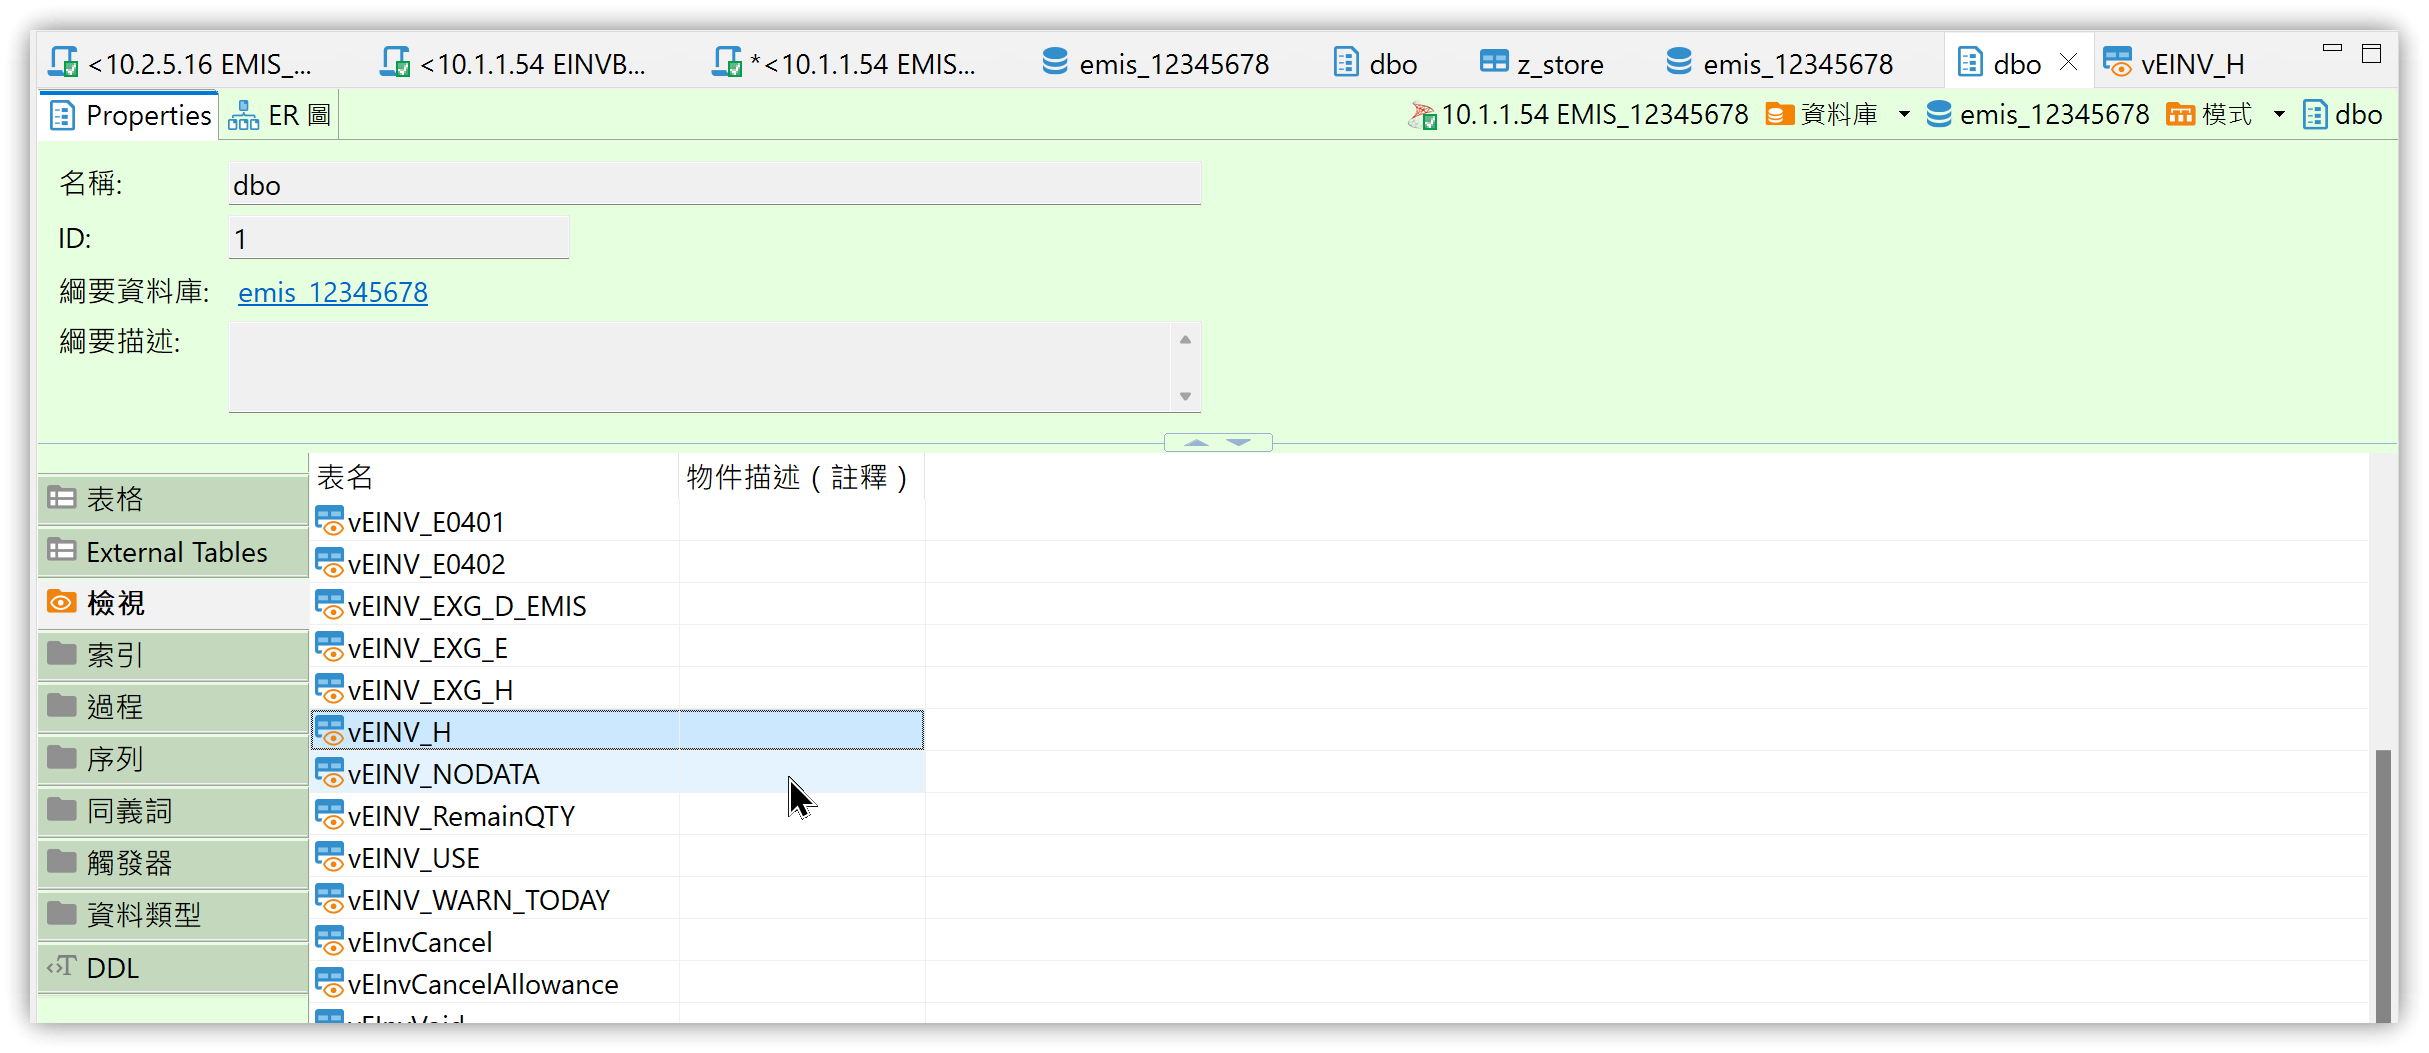 <10.2.5.16 EMIS_... <10.1.1.54 EINVB... *<10.1.1.54 EMIS... emis_12345678 dbo z_store emis_12345678 dbo vEINV_H
Properties ER 圖 10.1.1.54 EMIS_12345678 資料庫 emis_12345678 模式 dbo
名稱: dbo
ID: 1
綱要資料庫: emis_12345678
綱要描述:
表名 物件描述（註釋）
表格
External Tables
檢視
索引
過程
序列
同義詞
觸發器
資料類型
DDL
vEINV_E0401
vEINV_E0402
vEINV_EXG_D_EMIS
vEINV_EXG_E
vEINV_EXG_H
vEINV_H
vEINV_NODATA
vEINV_RemainQTY
vEINV_USE
vEINV_WARN_TODAY
vEInvCancel
vEInvCancelAllowance